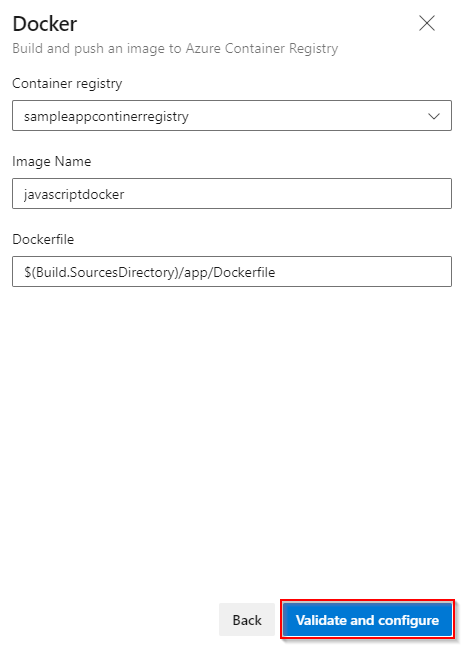 Docker
Build and push an image to Azure Container Registry
Container registry
sampleappcontinerregistry
Image Name
javascriptdocker
Dockerfile
$(Build.SourcesDirectory)/app/Dockerfile
Back
Validate and configure